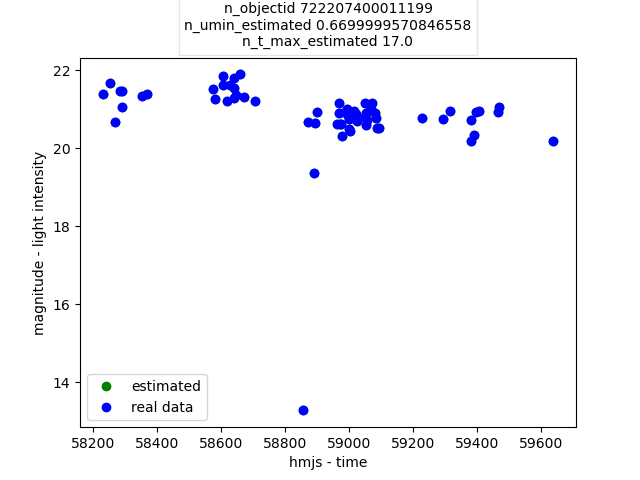 n_objectid 722207400011199
n_umin_estimated 0.6699999570846558
n_t_max_estimated 17.0
22
20
18
16
14
magnitude - light intensity
estimated
real data
58200 58400 58600 58800 59000 59200 59400 59600
hmjs - time